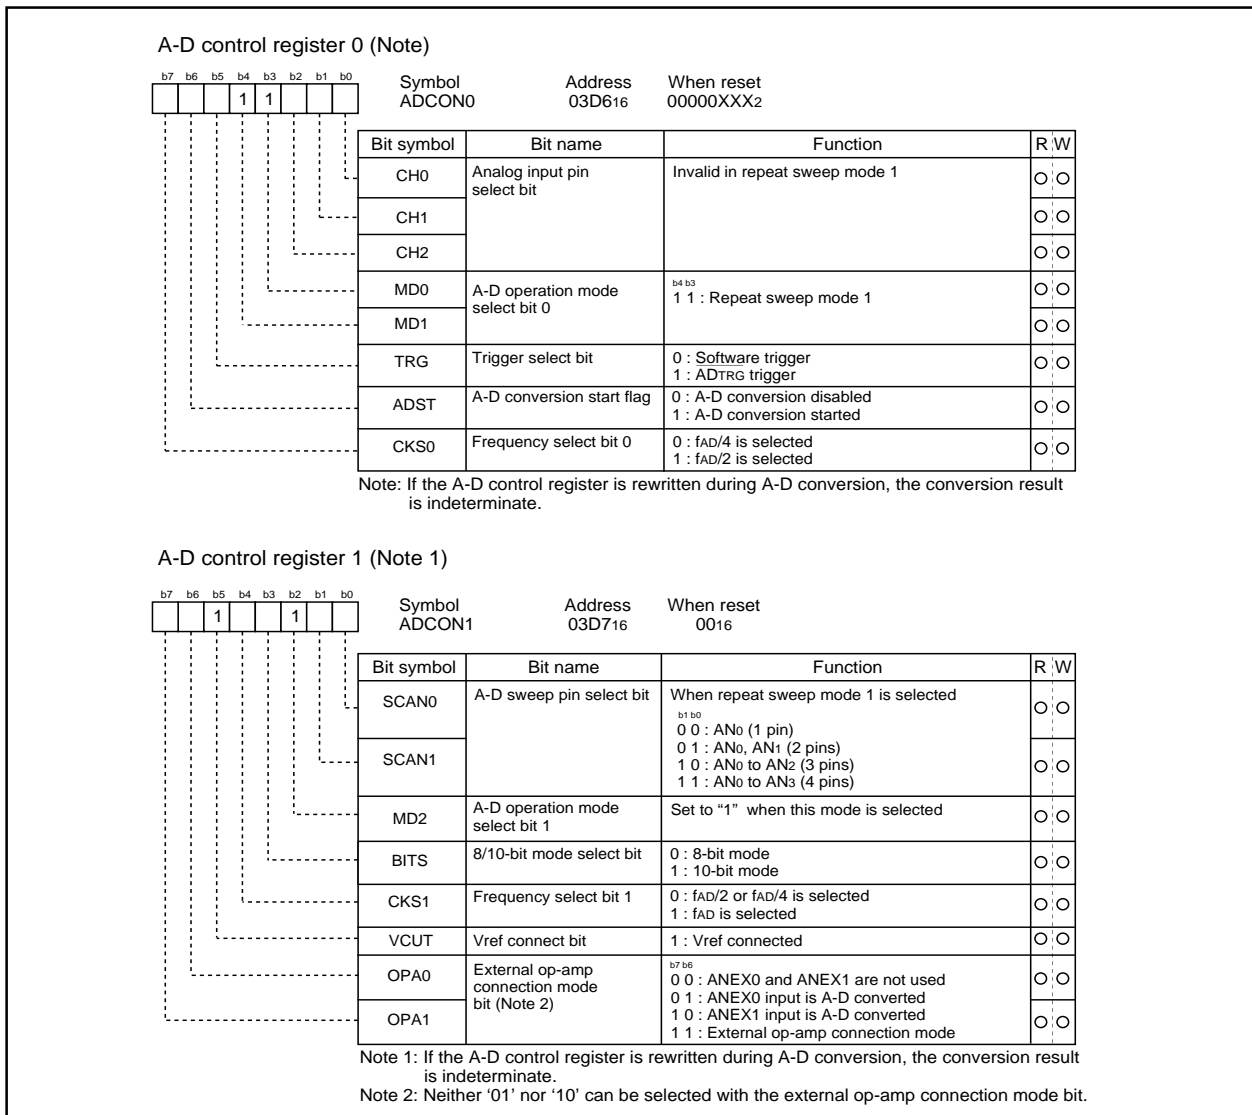 A-D control register 0 (Note)
b7 b6 b5 b4 b3 b2 b1 b0
1 1
Symbol Address When reset
ADCON0 03D616 00000XXX2
Bit symbol Bit name Function R W
CH0 Analog input pin select bit Invalid in repeat sweep mode 1
CH1
CH2
MD0 A-D operation mode select bit 0 b4 b3
1 1 : Repeat sweep mode 1
MD1
TRG Trigger select bit 0 : Software trigger
1 : ADTRG trigger
ADST A-D conversion start flag 0 : A-D conversion disabled
1 : A-D conversion started
CKS0 Frequency select bit 0 0 : fAD/4 is selected
1 : fAD/2 is selected
Note: If the A-D control register is rewritten during A-D conversion, the conversion result
is indeterminate.
A-D control register 1 (Note 1)
b7 b6 b5 b4 b3 b2 b1 b0
1 1
Symbol Address When reset
ADCON1 03D716 0016
Bit symbol Bit name Function R W
SCAN0 A-D sweep pin select bit When repeat sweep mode 1 is selected
b1 b0
0 0 : AN0 (1 pin)
0 1 : AN0, AN1 (2 pins)
SCAN1 1 0 : AN0 to AN2 (3 pins)
1 1 : AN0 to AN3 (4 pins)
MD2 A-D operation mode select bit 1 Set to “1” when this mode is selected
BITS 8/10-bit mode select bit 0 : 8-bit mode
1 : 10-bit mode
CKS1 Frequency select bit 1 0 : fAD/2 or fAD/4 is selected
1 : fAD is selected
VCUT Vref connect bit 1 : Vref connected
OPA0 External op-amp connection mode bit (Note 2) b7 b6
0 0 : ANEX0 and ANEX1 are not used
0 1 : ANEX0 input is A-D converted
OPA1 1 0 : ANEX1 input is A-D converted
1 1 : External op-amp connection mode
Note 1: If the A-D control register is rewritten during A-D conversion, the conversion result
is indeterminate.
Note 2: Neither ‘01’ nor ‘10’ can be selected with the external op-amp connection mode bit.